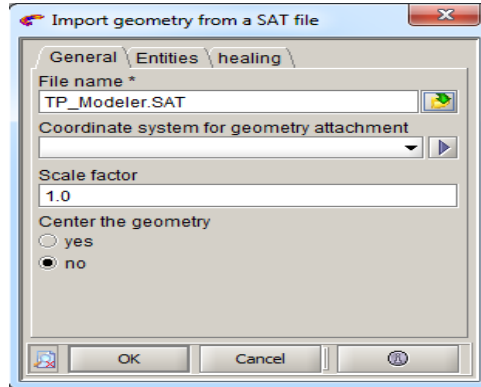 Import geometry from a SAT file
General Entities healing
File name *
TP_Modeler.SAT
Coordinate system for geometry attachment
Scale factor
1.0
Center the geometry
yes
no
OK Cancel